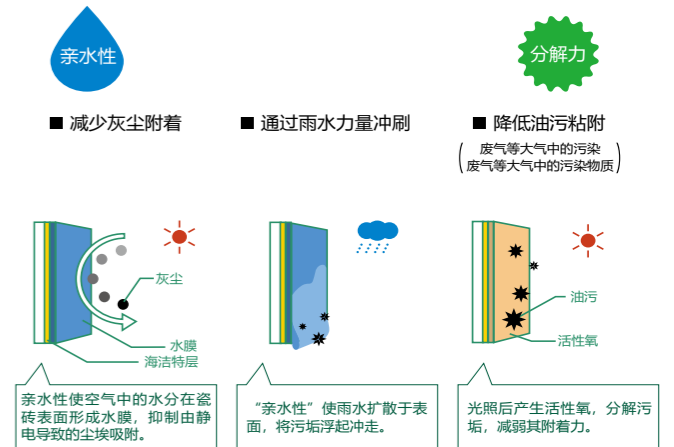 亲水性
分解力
■ 减少灰尘附着
■ 通过雨水力量冲刷
■ 降低油污粘附
(废气等大气中的污染
废气等大气中的污染物质)
灰尘
水膜
海洁特层
油污
活性氧
亲水性使空气中的水分在瓷
砖表面形成水膜，抑制由静
电导致的尘埃吸附。
“亲水性”使雨水扩散于表
面，将污垢浮起冲走。
光照后产生活性氧，分解污
垢，减弱其附着力。